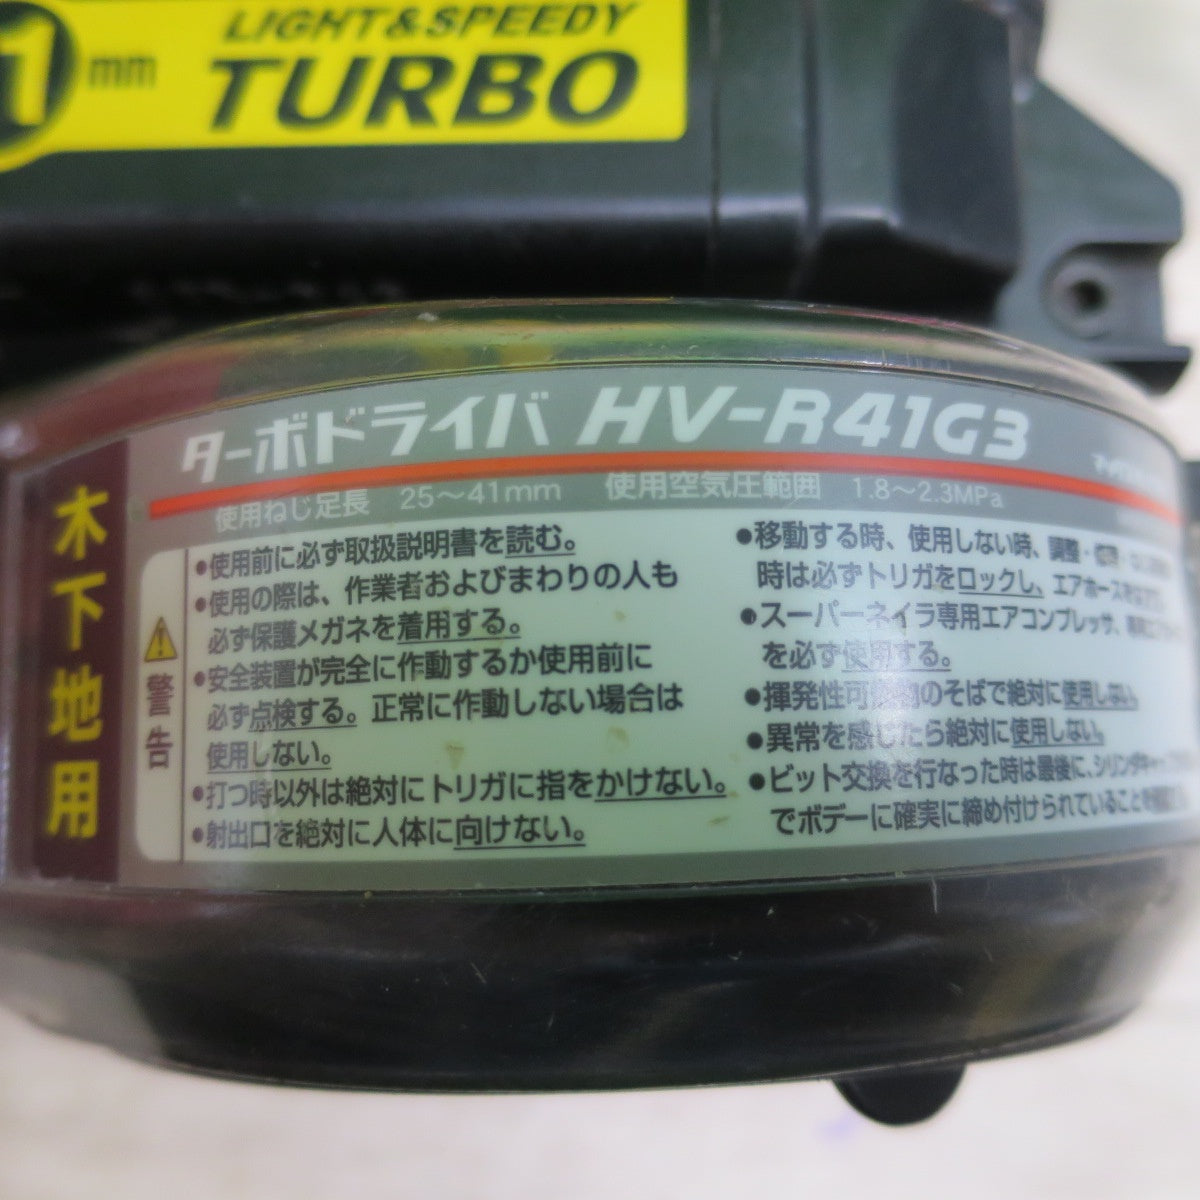 1 mm
LIGHT&SPEEDY
TURBO
ターボドライバ HV-R41G3
使用ねじ足長 25～41mm 使用空気圧範囲 1.8～2.3MPa
木下地用
警告
●使用前に必ず取扱説明書を読む。
●使用の際は、作業者およびまわりの人も
必ず保護メガネを着用する。
●安全装置が完全に作動するか使用前に
必ず点検する。正常に作動しない場合は
使用しない。
●打つ時以外は絶対にトリガに指をかけない。
●射出口を絶対に人体に向けない。
●移動する時、使用しない時、調整・
時は必ずトリガをロックし、エアホースを
●スーパーネイラ専用エアコンプレッサ、
を必ず使用する。
●揮発性可燃物のそばで絶対に使用しない。
●異常を感じたら絶対に使用しない。
●ビット交換を行なった時は最後に、シリンダキャップ
でボデーに確実に締め付けられていることを